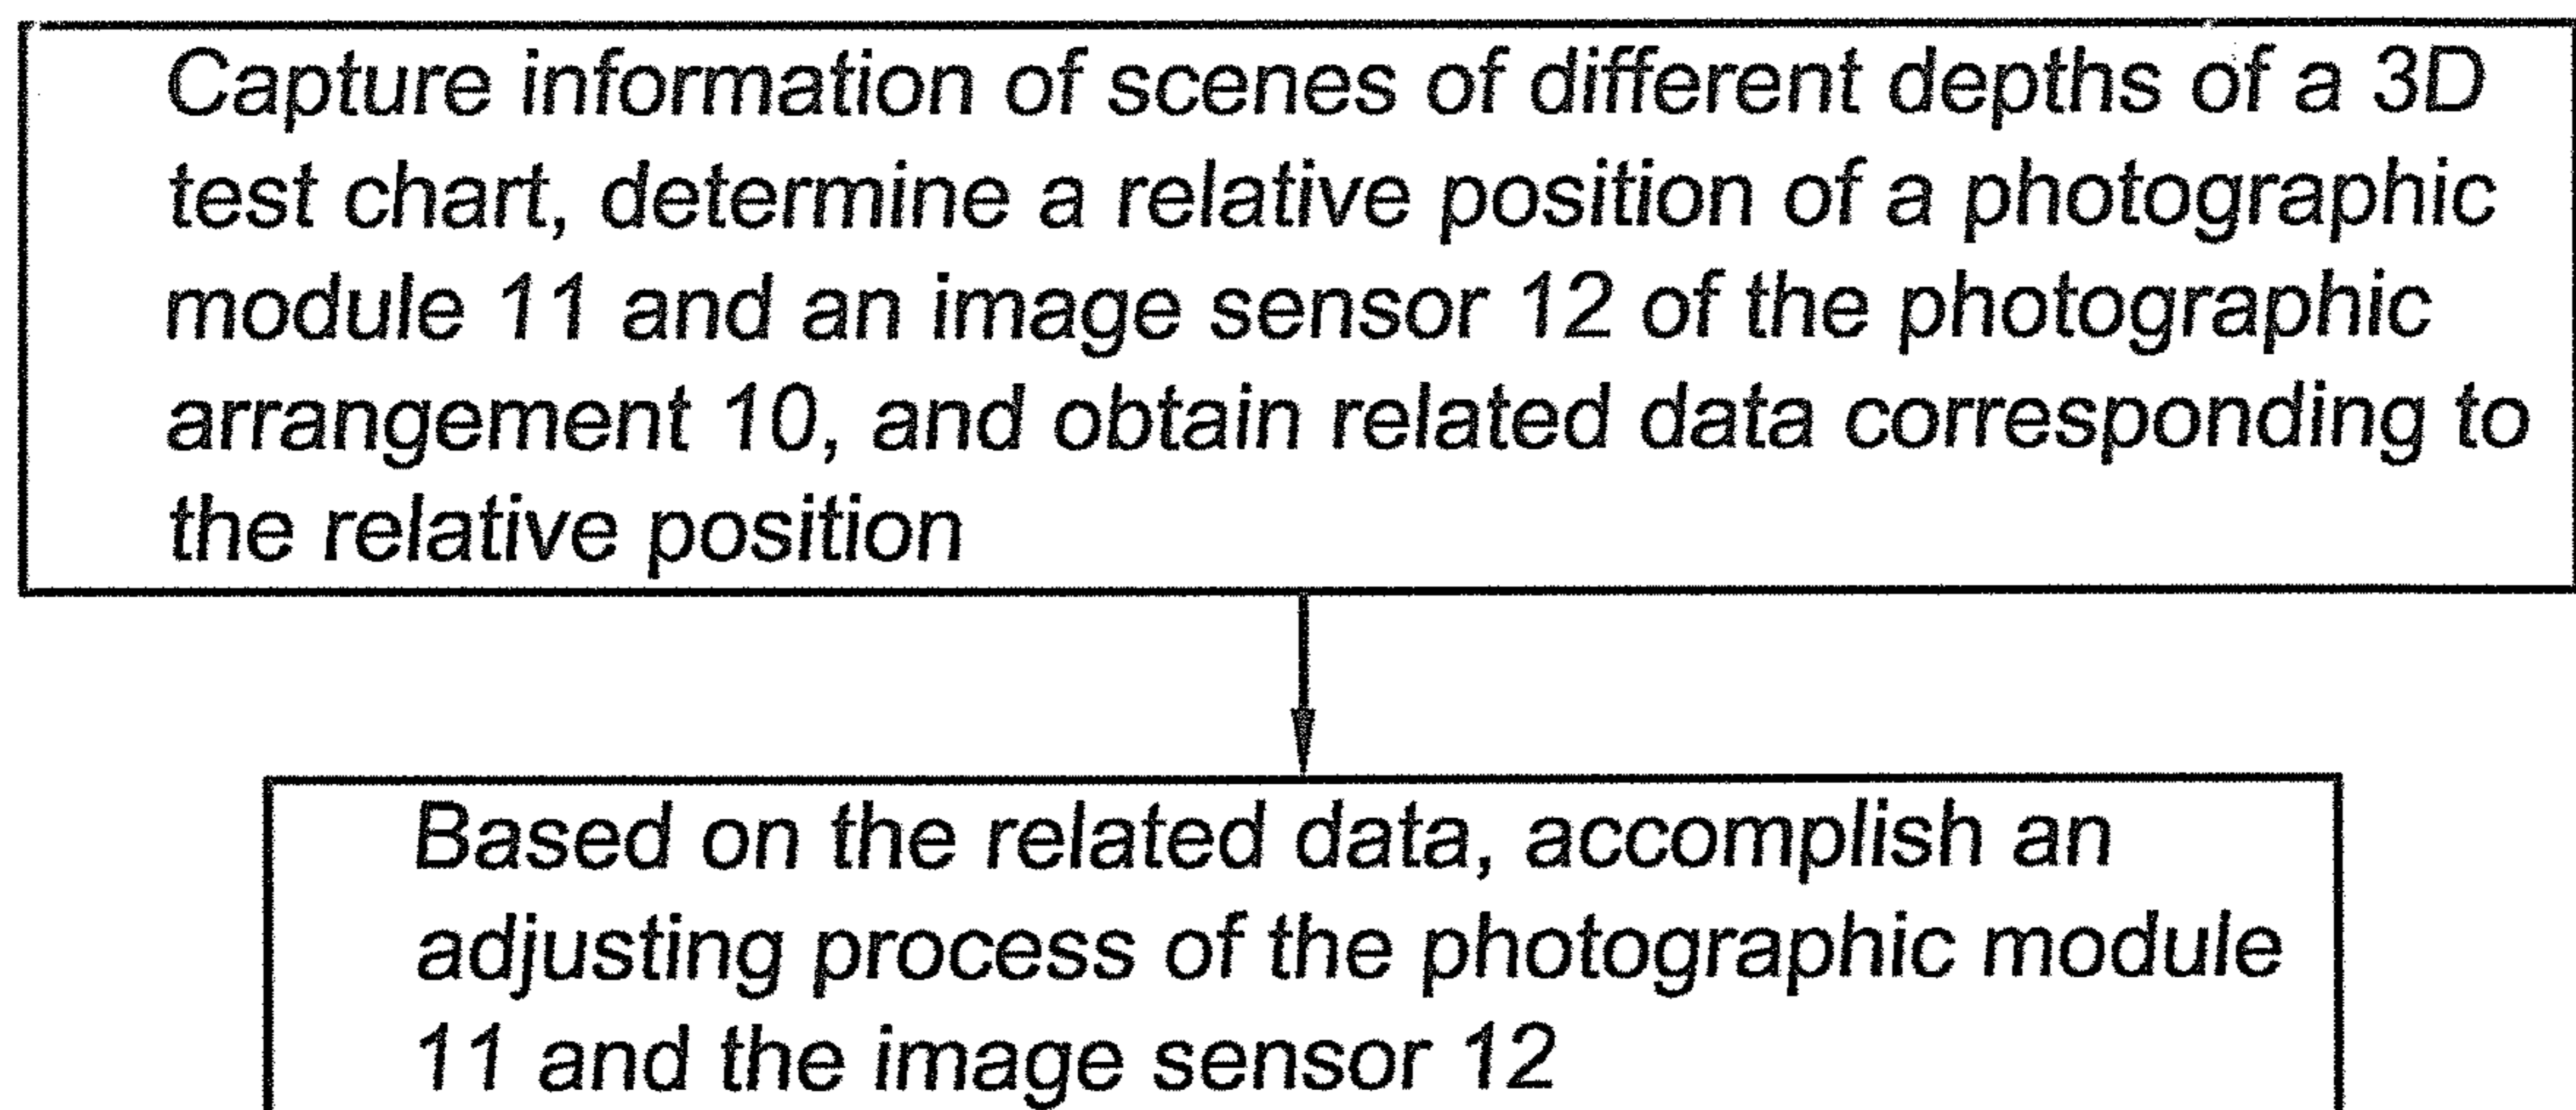 Capture information of scenes of different depths of a 3D
test chart, determine a relative position of a photographic
module 11 and an image sensor 12 of the photographic
arrangement 10, and obtain related data corresponding to
the relative position
Based on the related data, accomplish an
adjusting process of the photographic module
11 and the image sensor 12